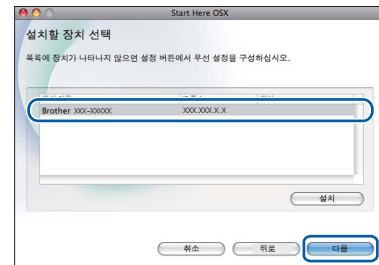 Start Here OSX
설치할 장치 선택
목록에 장치가 나타나지 않으면 설정 버튼에서 무선 설정을 구성하십시오.
Brother XXX-XXXXX XXX.XXX.X.X
설치
취소 뒤로 다음